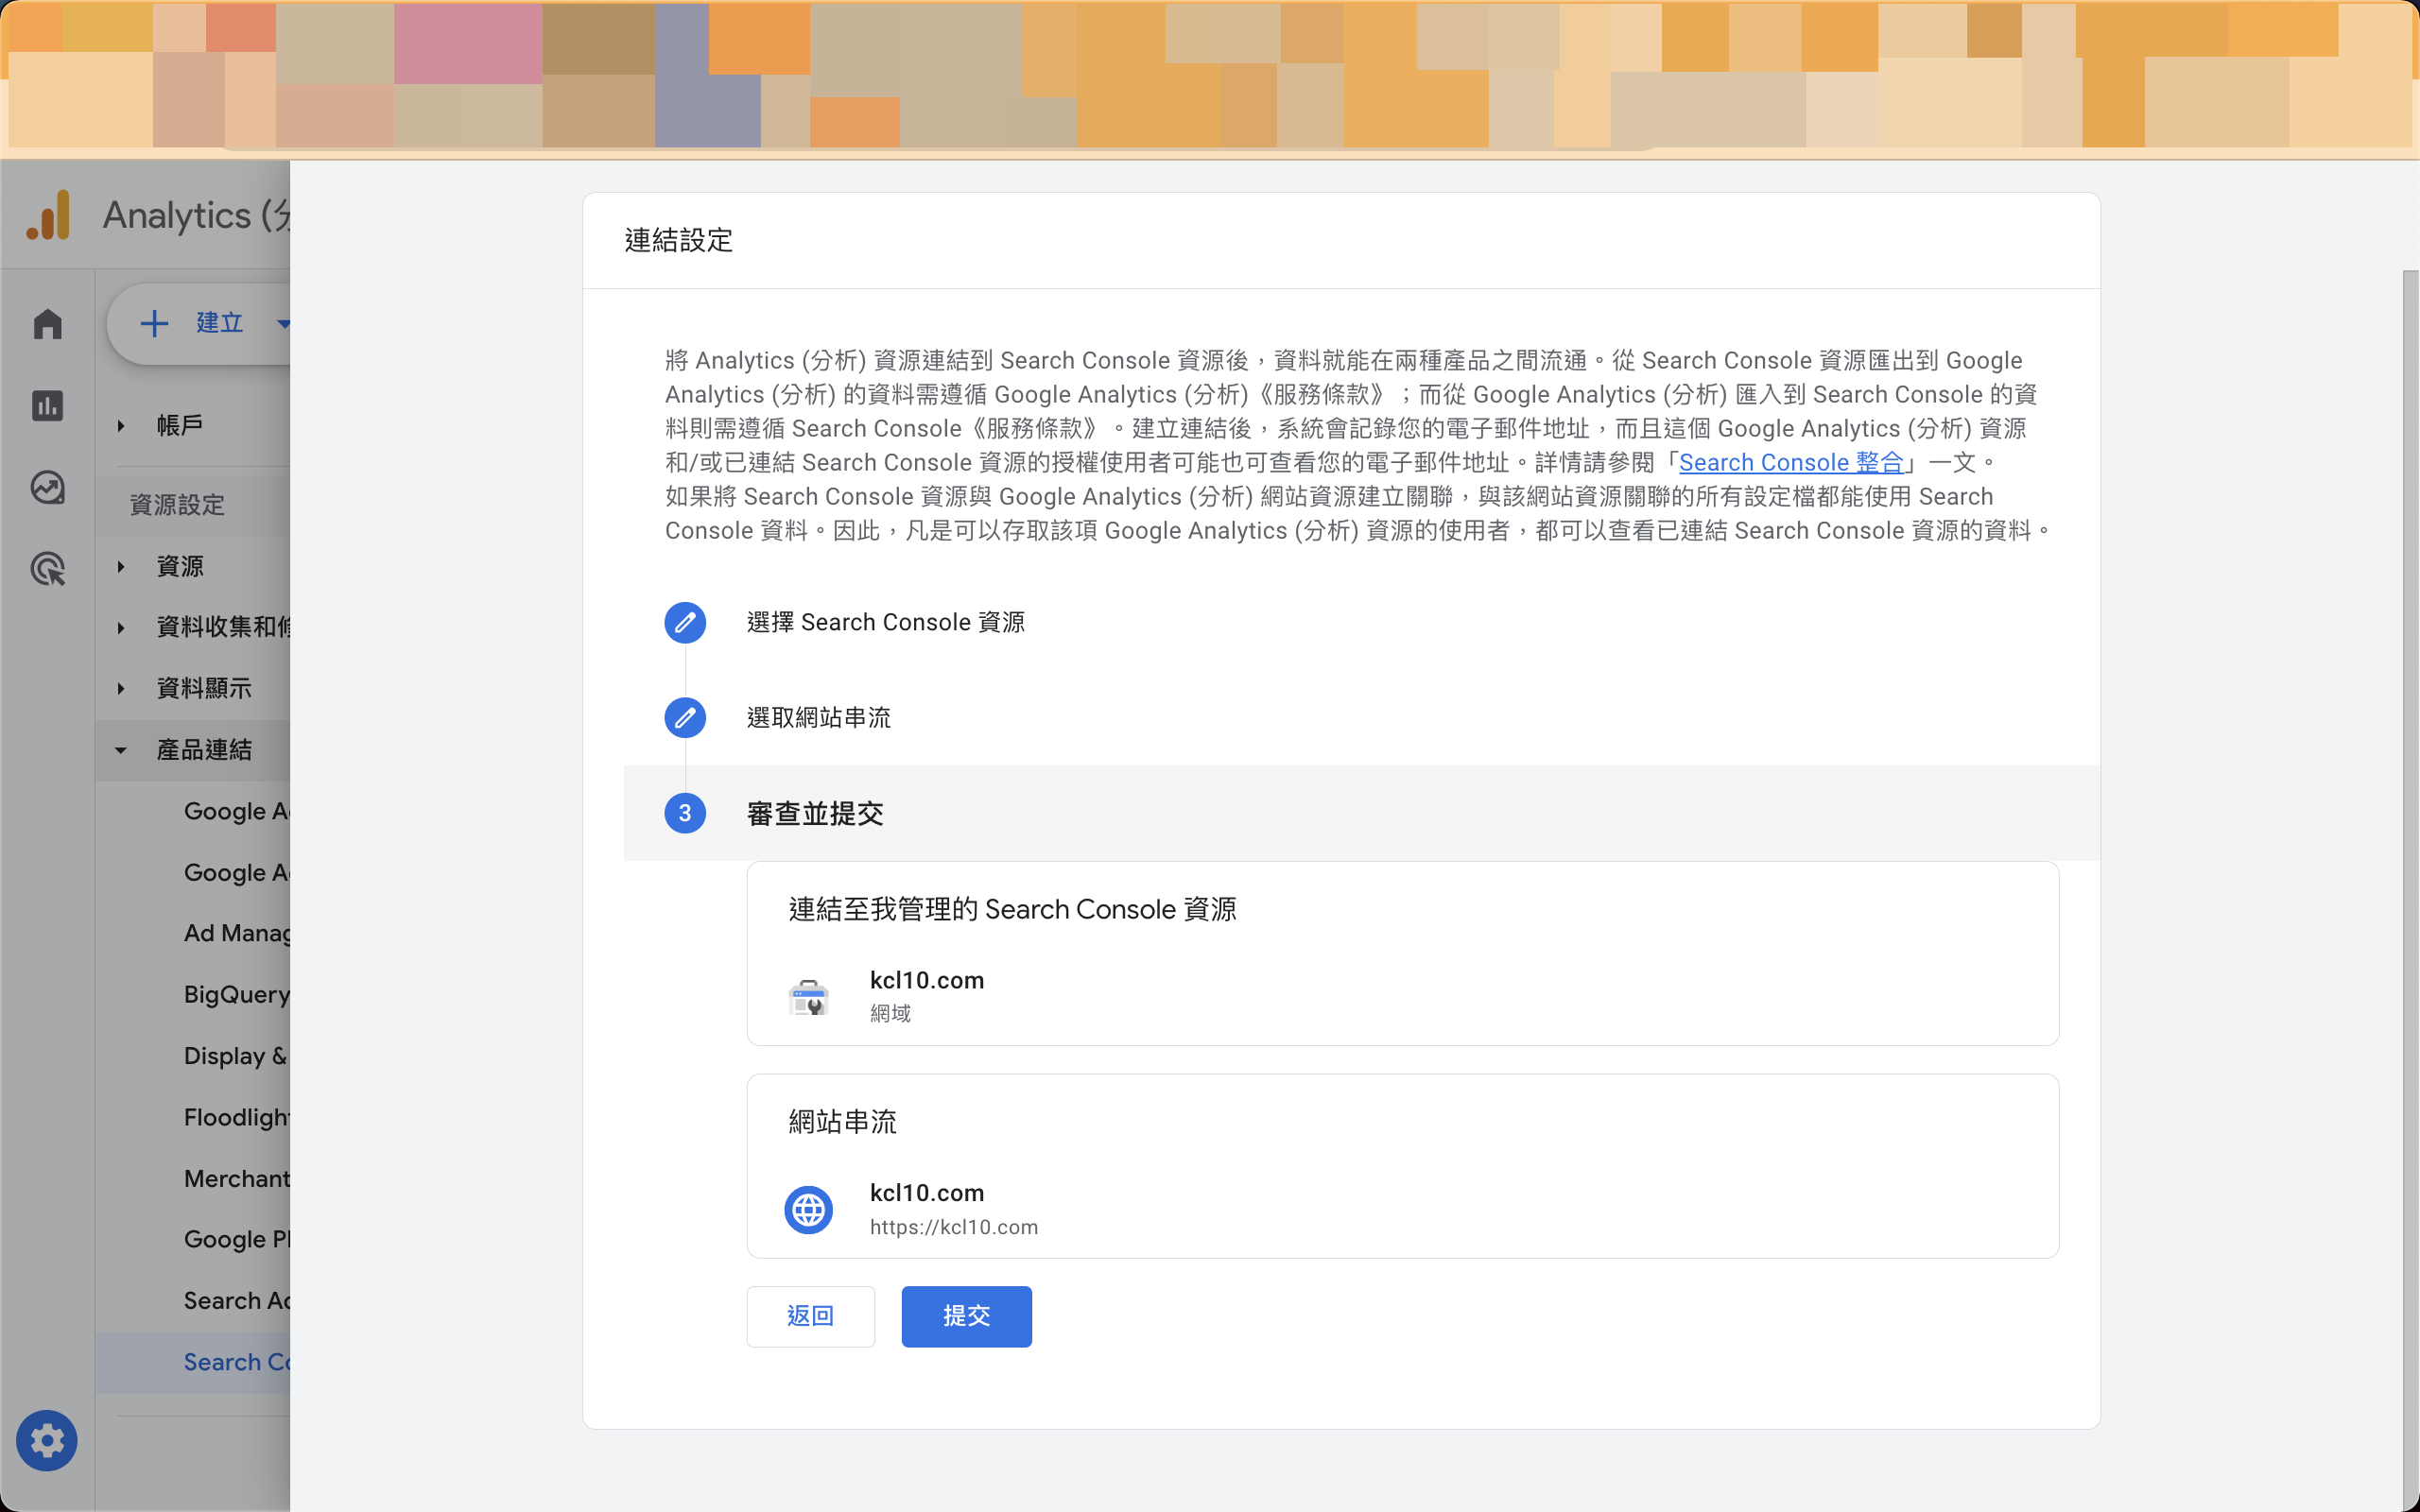 Analytics (分
建立
帳戶
資源設定
資源
資料收集和
資料顯示
產品連結
Google A
Google A
Ad Manag
BigQuery
Display &
Floodligh
Merchant
Google P
Search A
Search C
連結設定
將 Analytics (分析) 資源連結到 Search Console 資源後，資料就能在兩種產品之間流通。從 Search Console 資源匯出到 Google
Analytics (分析) 的資料需遵循 Google Analytics (分析)《服務條款》；而從 Google Analytics (分析) 匯入到 Search Console 的資
料則需遵循 Search Console《服務條款》。建立連結後，系統會記錄您的電子郵件地址，而且這個 Google Analytics (分析) 資源
和/或已連結 Search Console 資源的授權使用者可能也可查看您的電子郵件地址。詳情請參閱「Search Console 整合」一文。
如果將 Search Console 資源與 Google Analytics (分析) 網站資源建立關聯，與該網站資源關聯的所有設定檔都能使用 Search
Console 資料。因此，凡是可以存取該項 Google Analytics (分析) 資源的使用者，都可以查看已連結 Search Console 資源的資料。
選擇 Search Console 資源
選取網站串流
3 審查並提交
連結至我管理的 Search Console 資源
kcl10.com
網域
網站串流
kcl10.com
https://kcl10.com
返回 提交